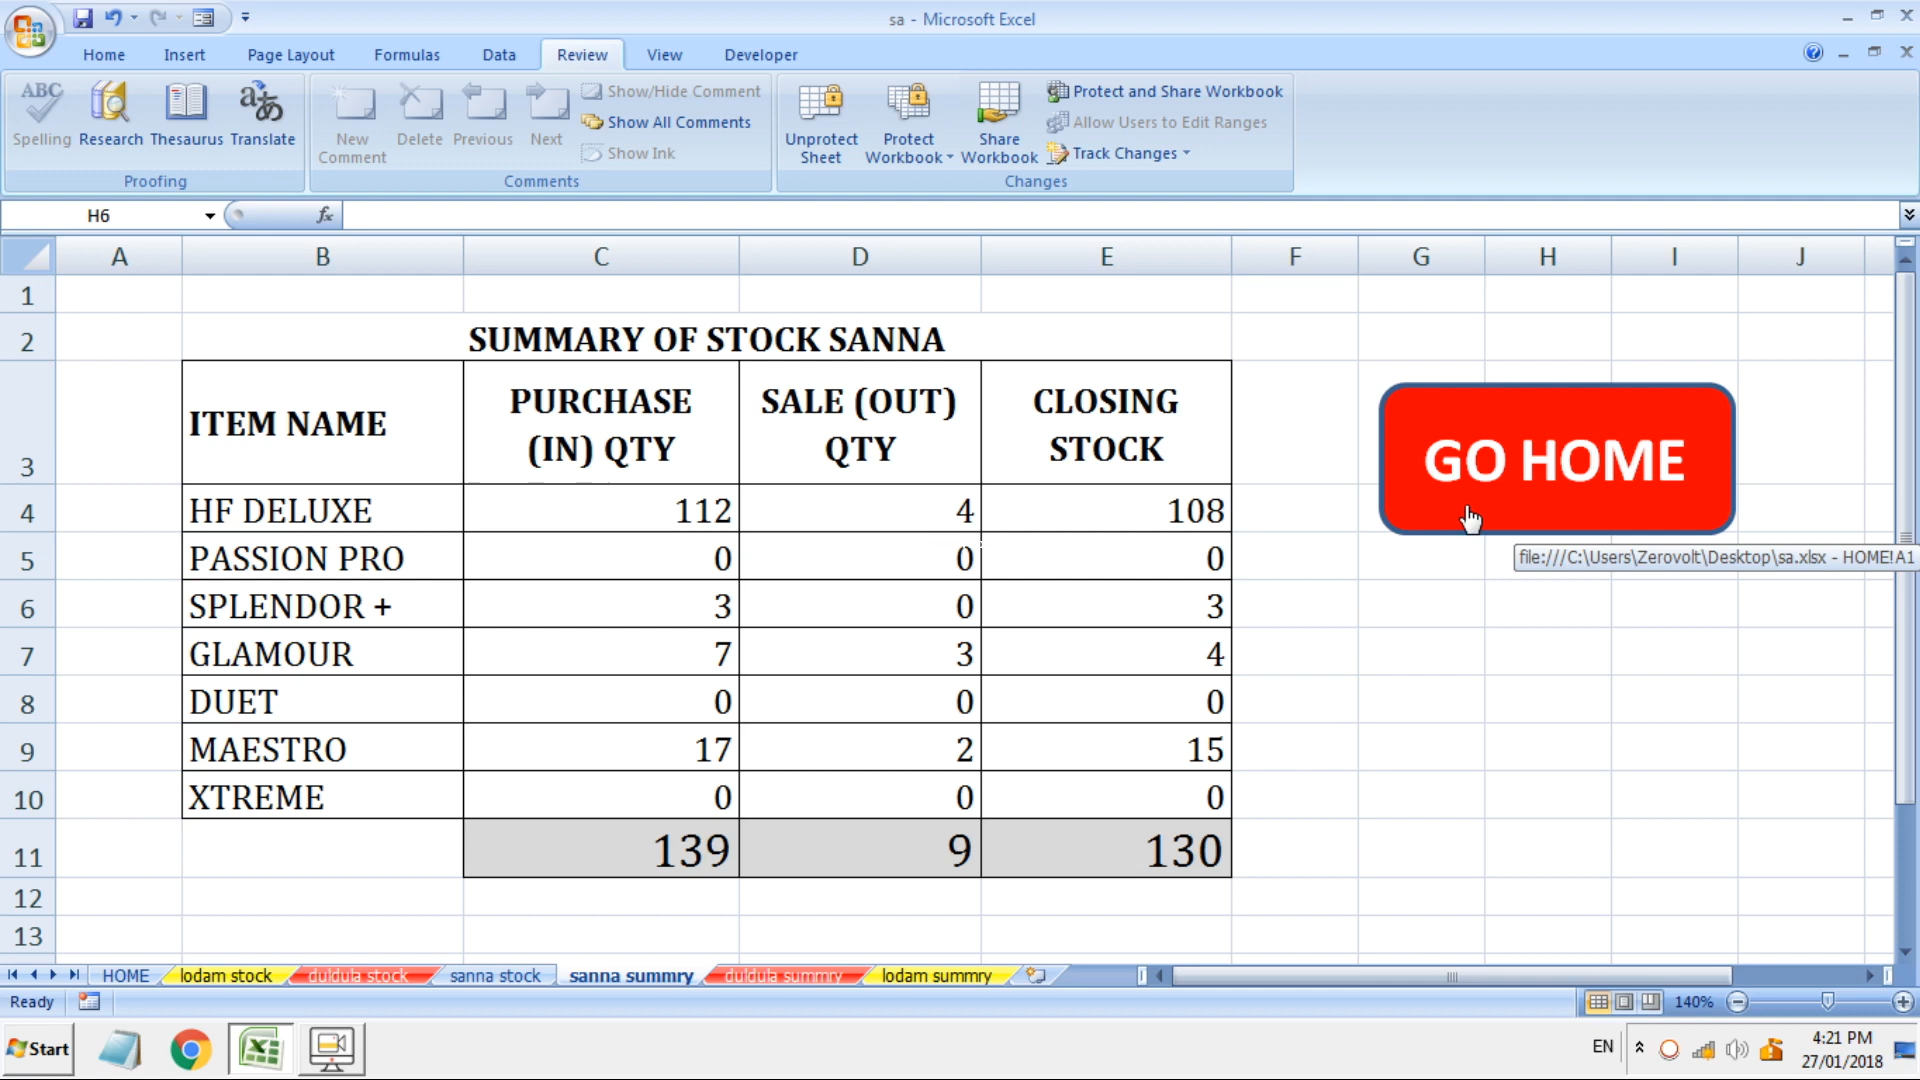 sa - Microsoft Excel
Home Insert Page Layout Formulas Data Review View Developer
ABC
Spelling Research Thesaurus Translate
Proofing
New Comment Delete Previous Next
Show/Hide Comment
Show All Comments
Show Ink
Comments
Unprotect Sheet Protect Workbook Share Workbook
Protect and Share Workbook
Allow Users to Edit Ranges
Track Changes
Changes
H6 fx
A B C D E F G H I J
1
2 SUMMARY OF STOCK SANNA
3 ITEM NAME PURCHASE (IN) QTY SALE (OUT) QTY CLOSING STOCK
GO HOME
4 HF DELUXE 112 4 108
file:///C:\Users\Zerovolt\Desktop\sa.xlsx - HOME!A1
5 PASSION PRO 0 0 0
6 SPLENDOR + 3 0 3
7 GLAMOUR 7 3 4
8 DUET 0 0 0
9 MAESTRO 17 2 15
10 XTREME 0 0 0
11 139 9 130
12
13
HOME lodam stock duldula stock sanna stock sanna summry duldula summry lodam summry
Ready 140%
Start EN 4:21 PM
27/01/2018